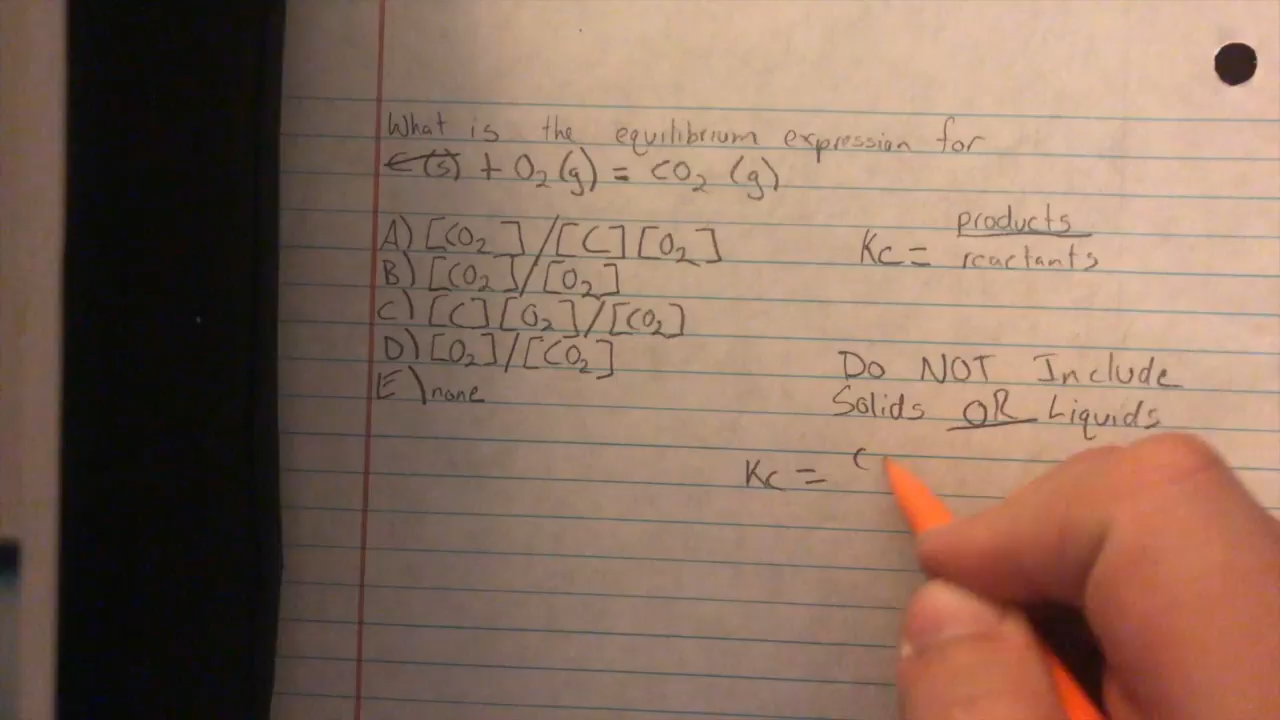 What is the equilibrium expression for
C(s) + O₂ (g) = CO₂ (g)
A) [CO₂]/[C][O₂]
B) [CO₂]/[O₂]
C) [C][O₂]/[CO₂]
D) [O₂]/[CO₂]
E) none
products
Kc = reactants
Do NOT Include
Solids OR Liquids
Kc = C